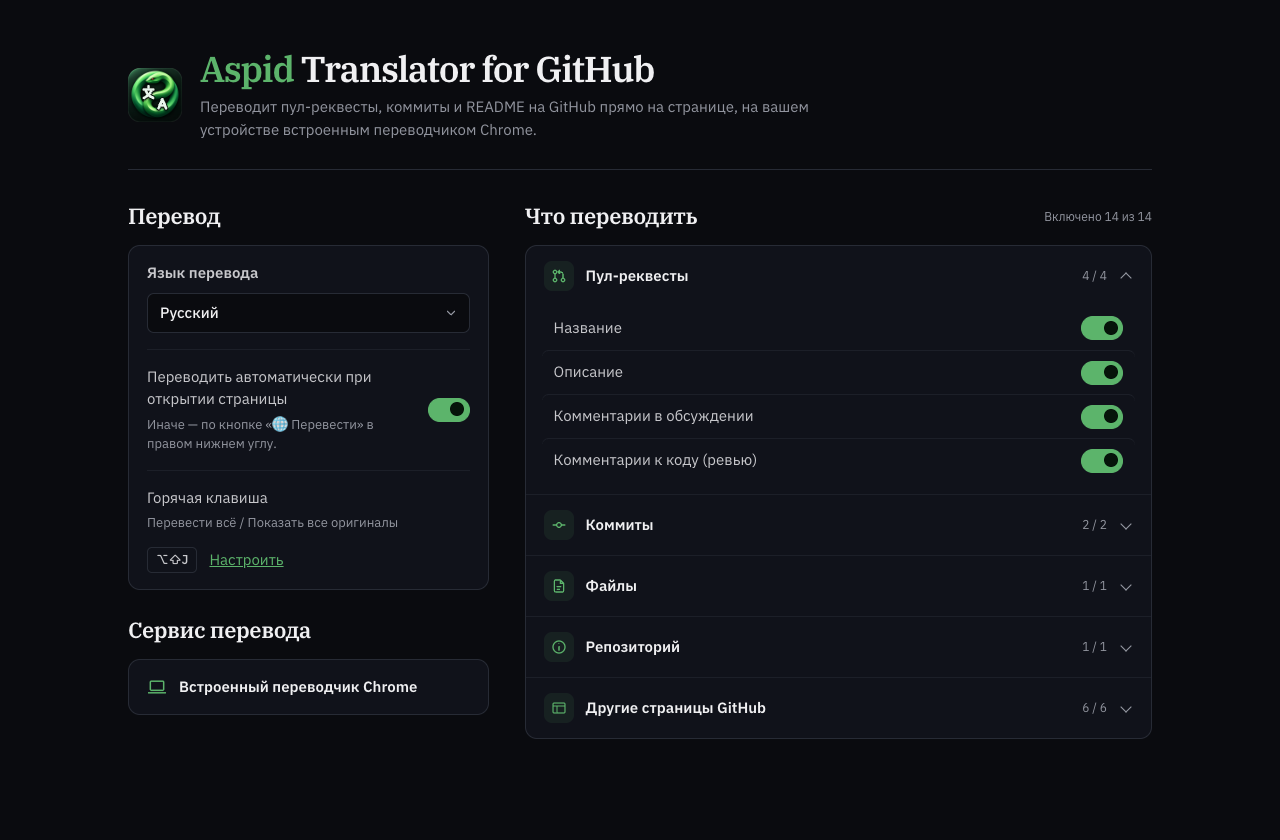 Aspid Translator for GitHub
Переводит пул-реквесты, коммиты и README на GitHub прямо на странице, на вашем
устройстве встроенным переводчиком Chrome.
Перевод
Язык перевода
Русский
Переводить автоматически при
открытии страницы
Иначе — по кнопке «🌐 Перевести» в
правом нижнем углу.
Горячая клавиша
Перевести всё / Показать все оригиналы
⌥⇧J Настроить
Сервис перевода
Встроенный переводчик Chrome
Что переводить
Включено 14 из 14
Пул-реквесты 4 / 4
Название
Описание
Комментарии в обсуждении
Комментарии к коду (ревью)
Коммиты 2 / 2
Файлы 1 / 1
Репозиторий 1 / 1
Другие страницы GitHub 6 / 6